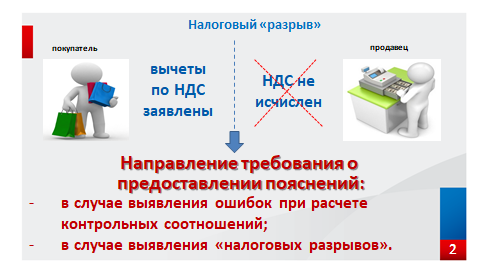 Налоговый «разрыв»
покупатель
продавец
вычеты
по НДС
заявлены
НДС не
исчислен
Направление требования о
предоставлении пояснений:
- в случае выявления ошибок при расчете
контрольных соотношений;
- в случае выявления «налоговых разрывов».
2